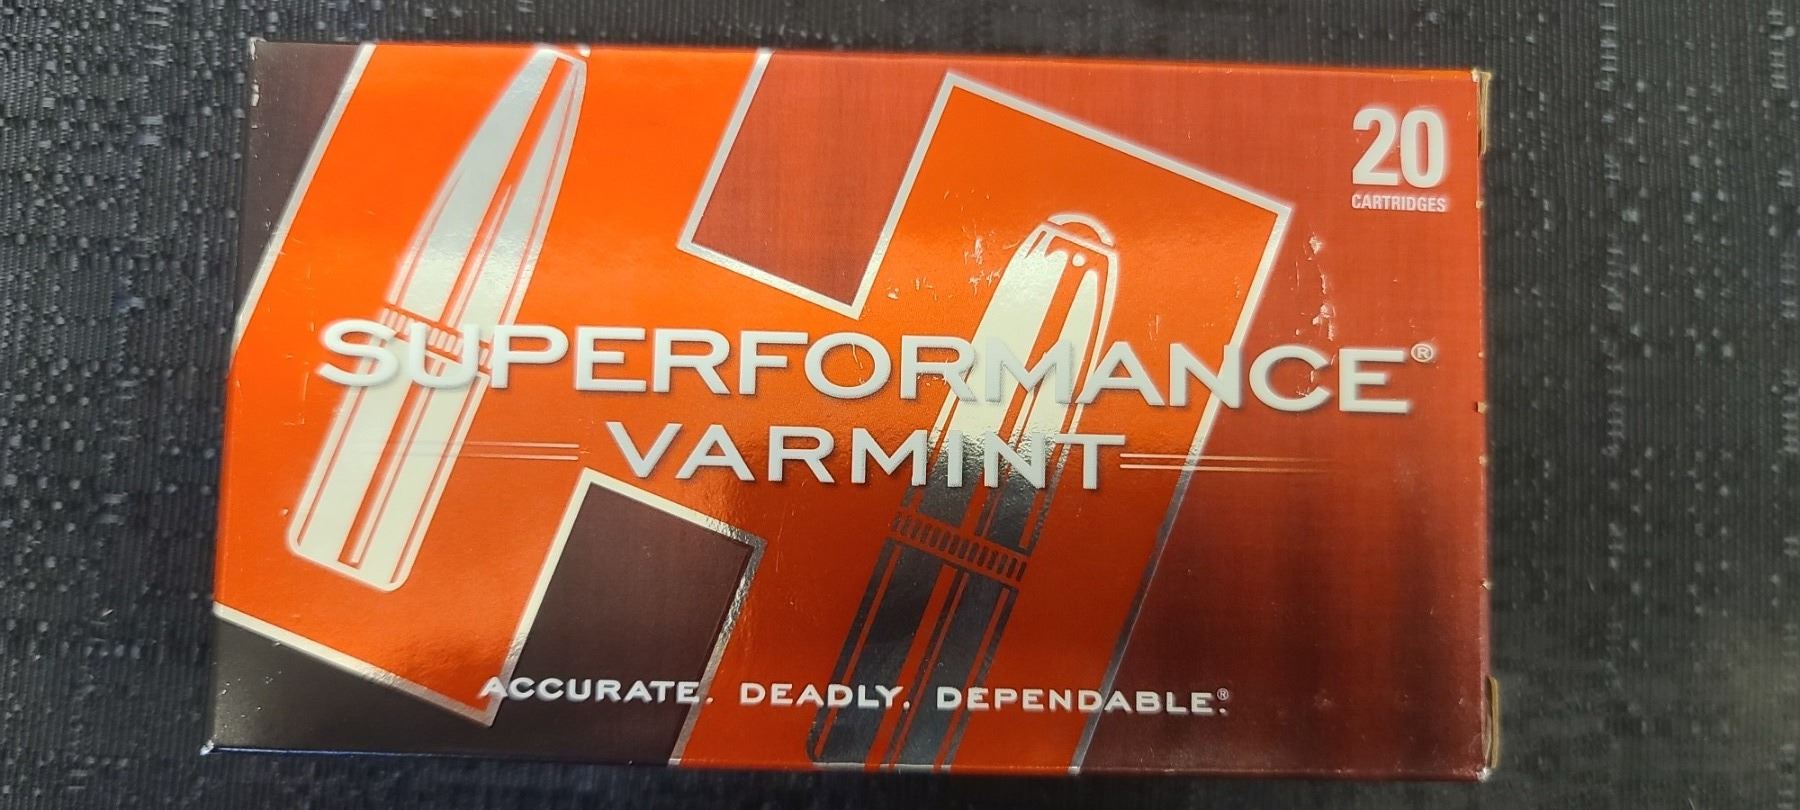 20
CARTRIDGES
SUPERFORMANCE®
VARMINT
ACCURATE. DEADLY. DEPENDABLE.®